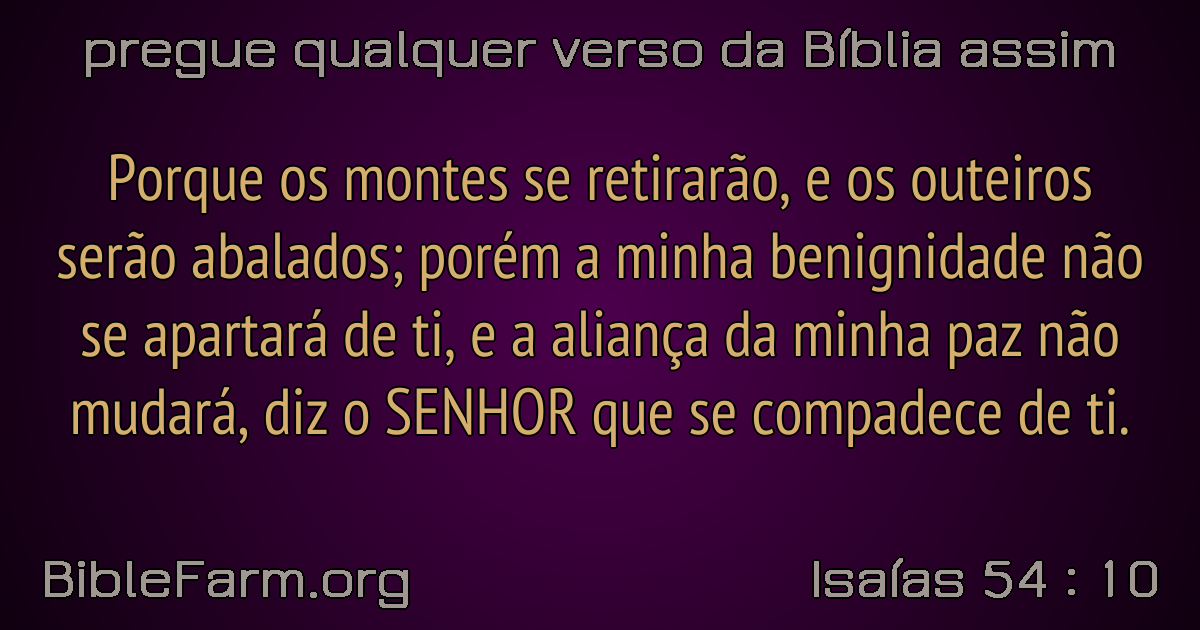 pregue qualquer verso da Bíblia assim
Porque os montes se retirarão, e os outeiros
serão abalados; porém a minha benignidade não
se apartará de ti, e a aliança da minha paz não
mudará, diz o SENHOR que se compadece de ti.
BibleFarm.org
Isaías 54 : 10